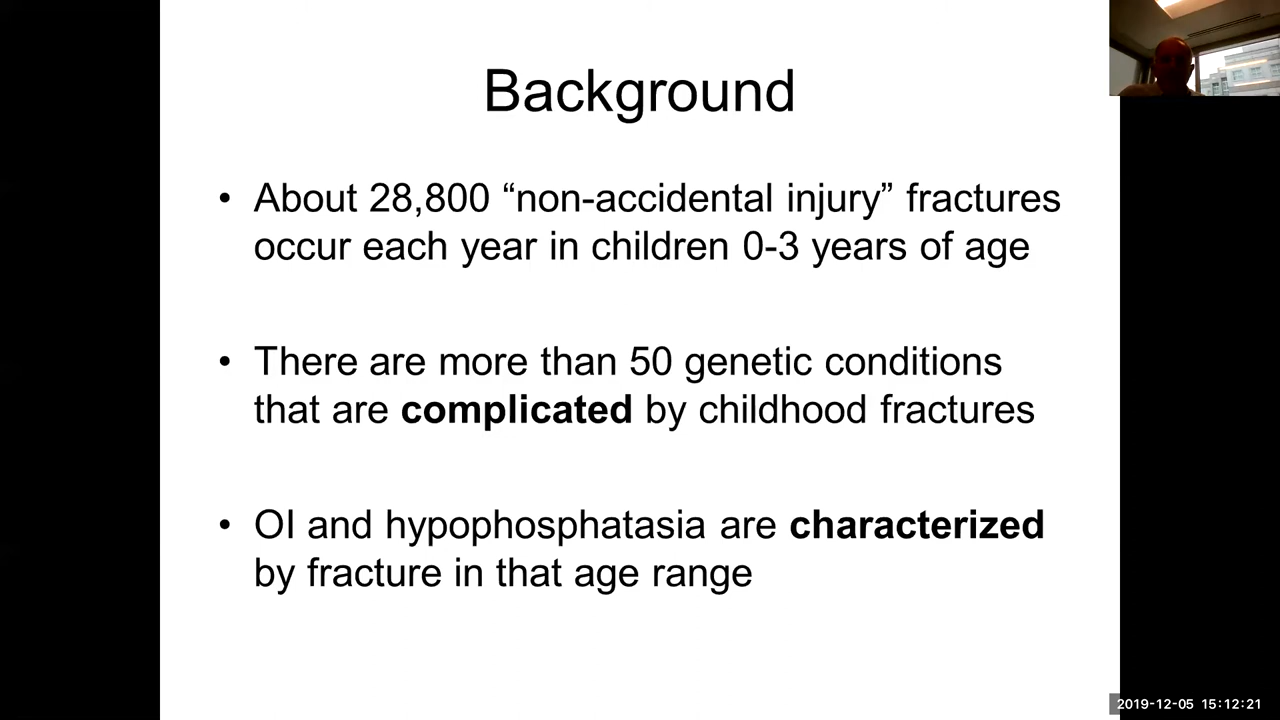 Background
• About 28,800 “non-accidental injury” fractures
occur each year in children 0-3 years of age
• There are more than 50 genetic conditions
that are complicated by childhood fractures
• OI and hypophosphatasia are characterized
by fracture in that age range
2019-12-05 15:12:21